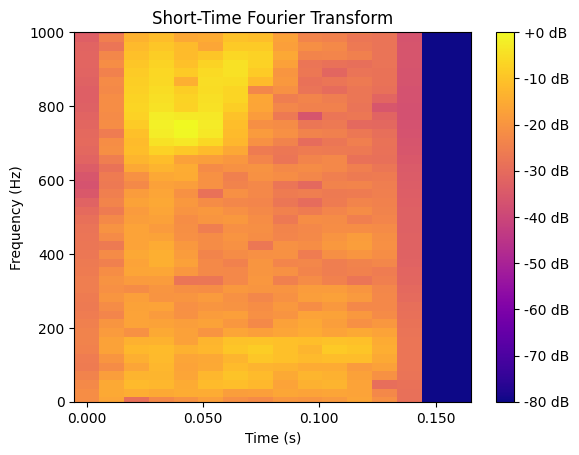 Short-Time Fourier Transform
1000
800
600
400
200
0
Frequency (Hz)
0.000
0.050
0.100
0.150
Time (s)
+0 dB
-10 dB
-20 dB
-30 dB
-40 dB
-50 dB
-60 dB
-70 dB
-80 dB